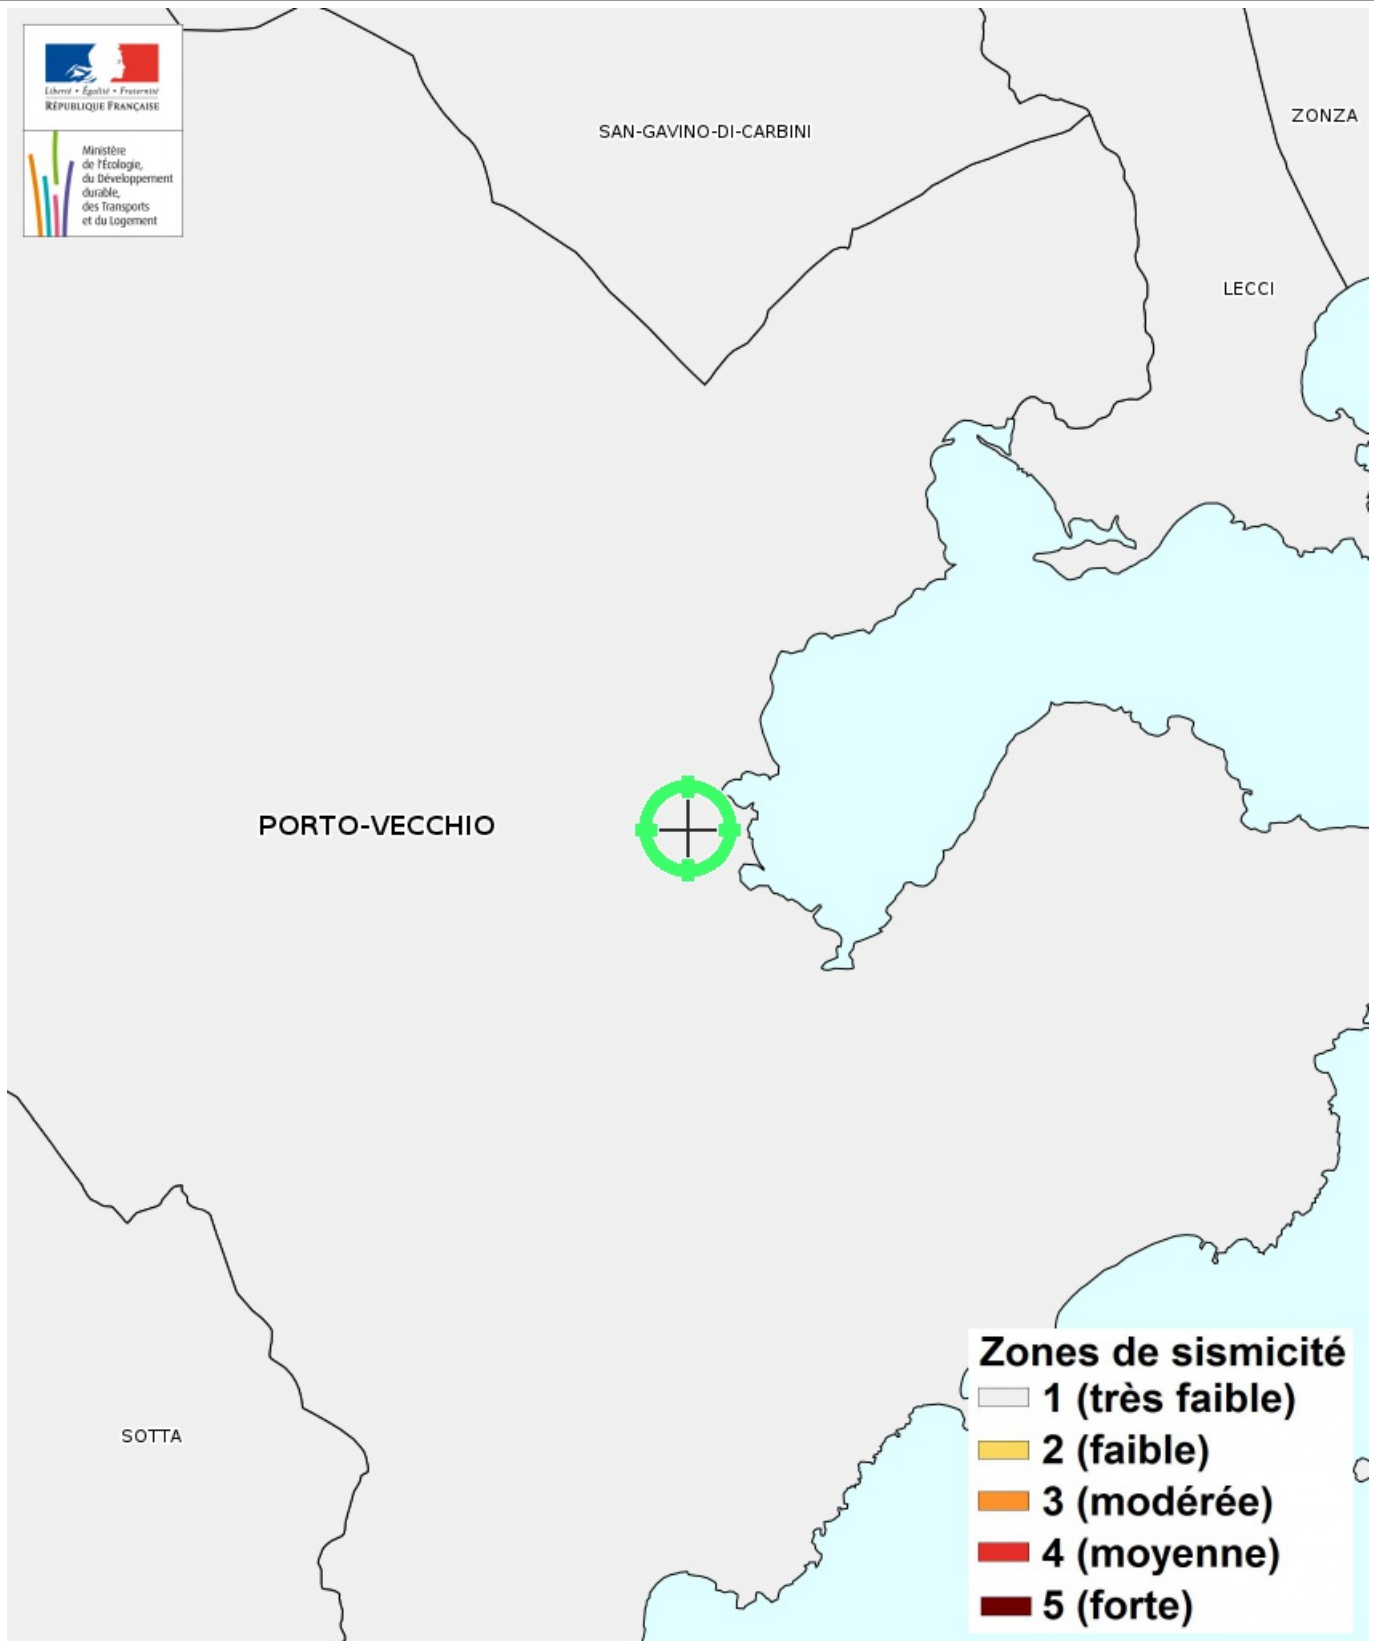 Liberté • Égalité • Fraternité
RÉPUBLIQUE FRANÇAISE
Ministère
de l'Écologie,
du Développement
durable,
des Transports
et du Logement
SAN-GAVINO-DI-CARBINI
ZONZA
LECCI
PORTO-VECCHIO
SOTTA
Zones de sismicité
1 (très faible)
2 (faible)
3 (modérée)
4 (moyenne)
5 (forte)